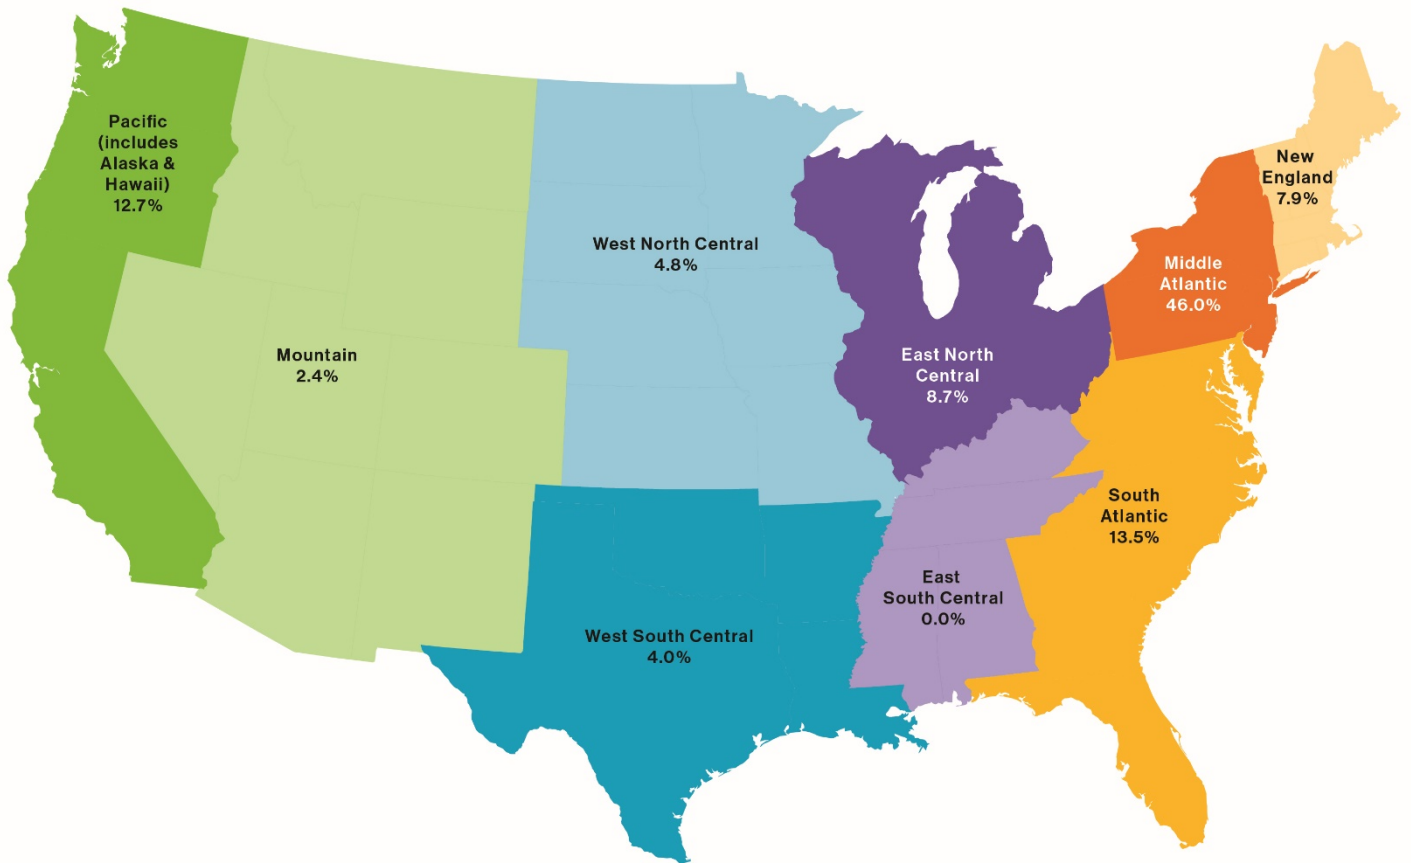 Pacific
(includes
Alaska &
Hawaii)
12.7%
Mountain
2.4%
West North Central
4.8%
West South Central
4.0%
East North
Central
8.7%
East
South Central
0.0%
South
Atlantic
13.5%
Middle
Atlantic
46.0%
New
England
7.9%